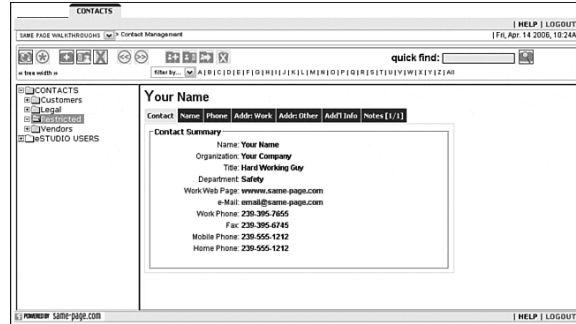 CONTACTS
| HELP | LOGOUT
SAME PAGE WALKTHROUGHS > Contact Management
| Fri, Apr. 14 2006, 10:24A
quick find:
« tree width »
filter by... A|B|C|D|E|F|G|H|I|J|K|L|M|N|O|P|Q|R|S|T|U|V|W|X|Y|Z|All
CONTACTS
Customers
Legal
Restricted
Vendors
eSTUDIO USERS
Your Name
Contact Name Phone Addr: Work Addr: Other Add'l Info Notes [1/1]
Contact Summary
Name: Your Name
Organization: Your Company
Title: Hard Working Guy
Department: Safety
Work Web Page: wwww.same-page.com
e-Mail: email@same-page.com
Work Phone: 239-395-7655
Fax: 239-395-6745
Mobile Phone: 239-555-1212
Home Phone: 239-555-1212
POWERED BY same-page.com
| HELP | LOGOUT